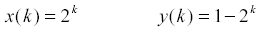 x(k) = 2^k    y(k) = 1 − 2^k